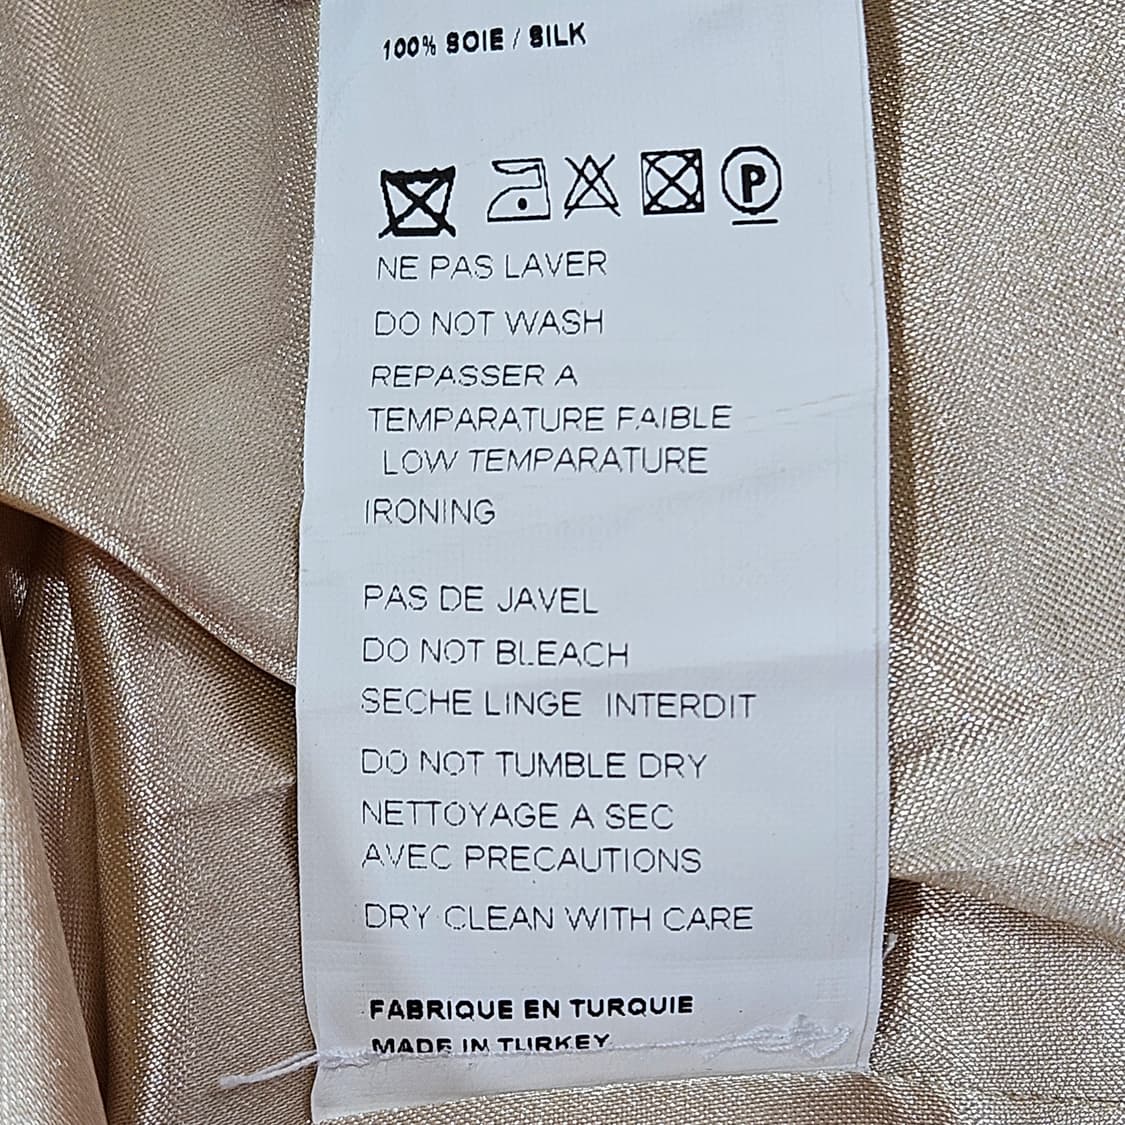 100% SOIE / SILK
P
NE PAS LAVER
DO NOT WASH
REPASSER A
TEMPARATURE FAIBLE
LOW TEMPARATURE
IRONING
PAS DE JAVEL
DO NOT BLEACH
SECHE LINGE INTERDIT
DO NOT TUMBLE DRY
NETTOYAGE A SEC
AVEC PRECAUTIONS
DRY CLEAN WITH CARE
FABRIQUE EN TURQUIE
MADE IN TURKEY